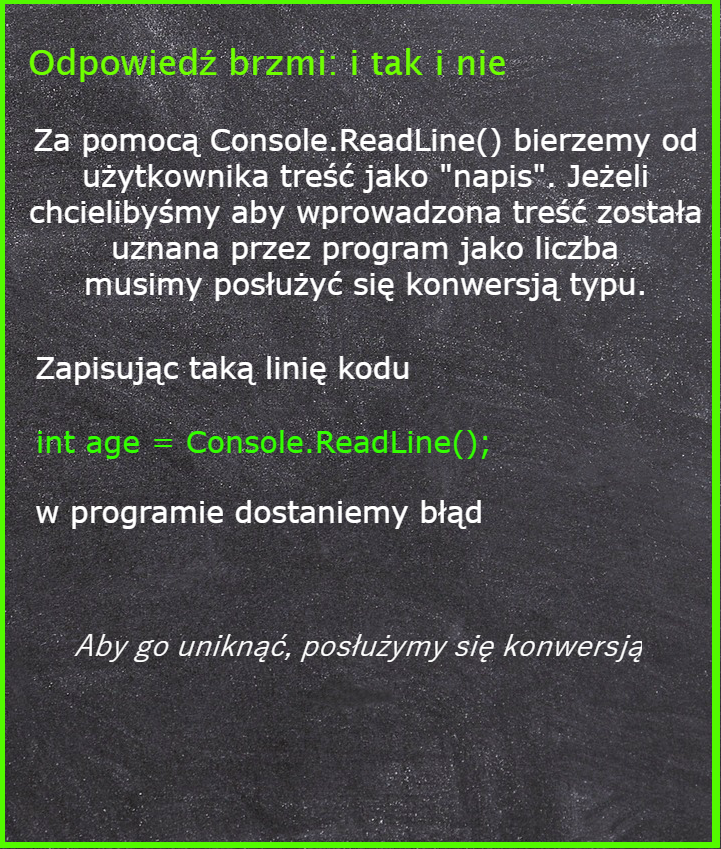 Odpowiedź brzmi: i tak i nie
Za pomocą Console.ReadLine() bierzemy od
użytkownika treść jako "napis". Jeżeli
chcielibyśmy aby wprowadzona treść została
uznana przez program jako liczba
musimy posłużyć się konwersją typu.
Zapisując taką linię kodu
int age = Console.ReadLine();
w programie dostaniemy błąd
Aby go uniknąć, posłużymy się konwersją